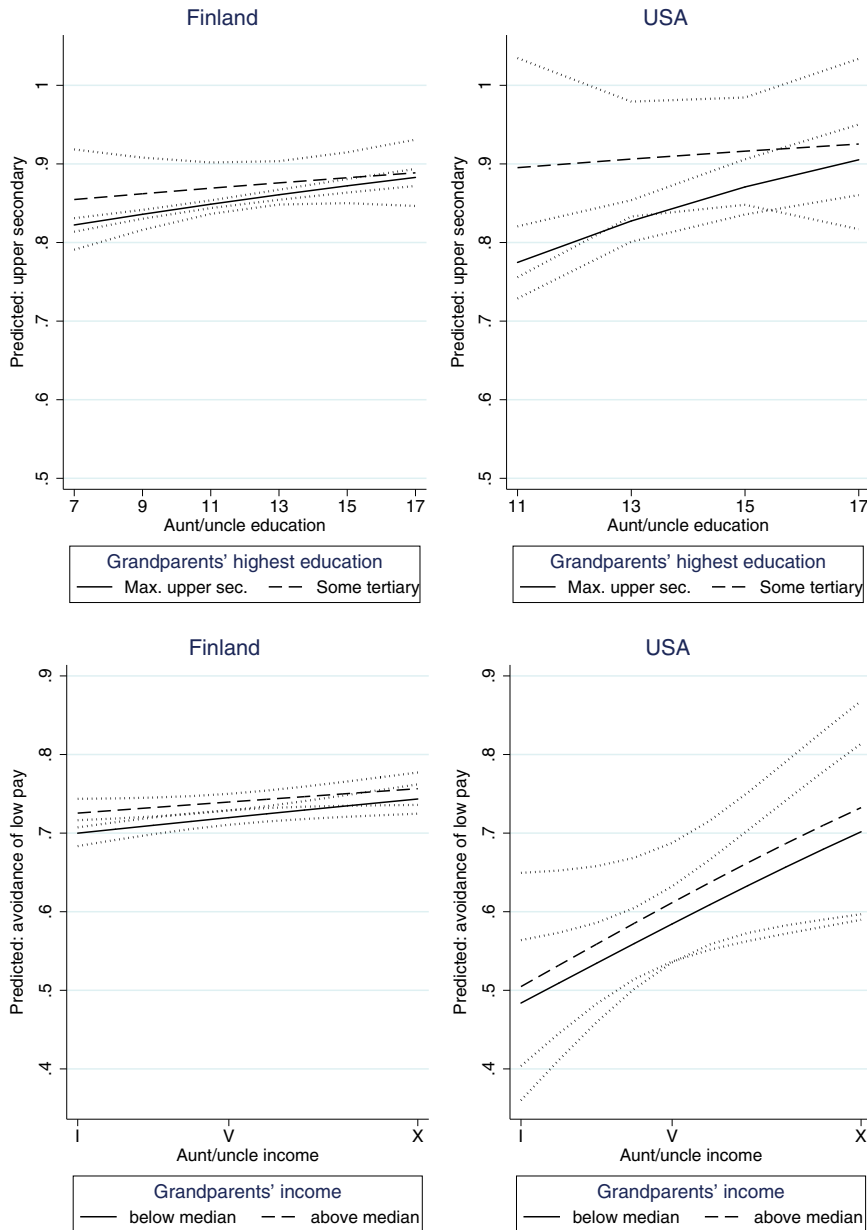 Finland
Predicted: upper secondary
1
.9
.8
.7
.6
.5
7 9 11 13 15 17
Aunt/uncle education
Grandparents' highest education
Max. upper sec. Some tertiary
USA
Predicted: upper secondary
1
.9
.8
.7
.6
.5
11 13 15 17
Aunt/uncle education
Grandparents' highest education
Max. upper sec. Some tertiary
Finland
Predicted: avoidance of low pay
.9
.8
.7
.6
.5
.4
I V X
Aunt/uncle income
Grandparents' income
below median above median
USA
Predicted: avoidance of low pay
.9
.8
.7
.6
.5
.4
I V X
Aunt/uncle income
Grandparents' income
below median above median